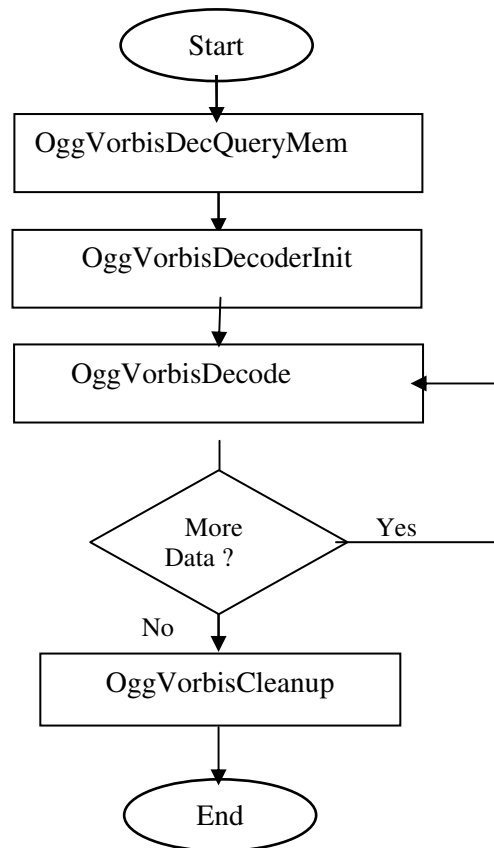 Start
OggVorbisDecQueryMem
OggVorbisDecoderInit
OggVorbisDecode
More
Data ?
Yes
No
OggVorbisCleanup
End